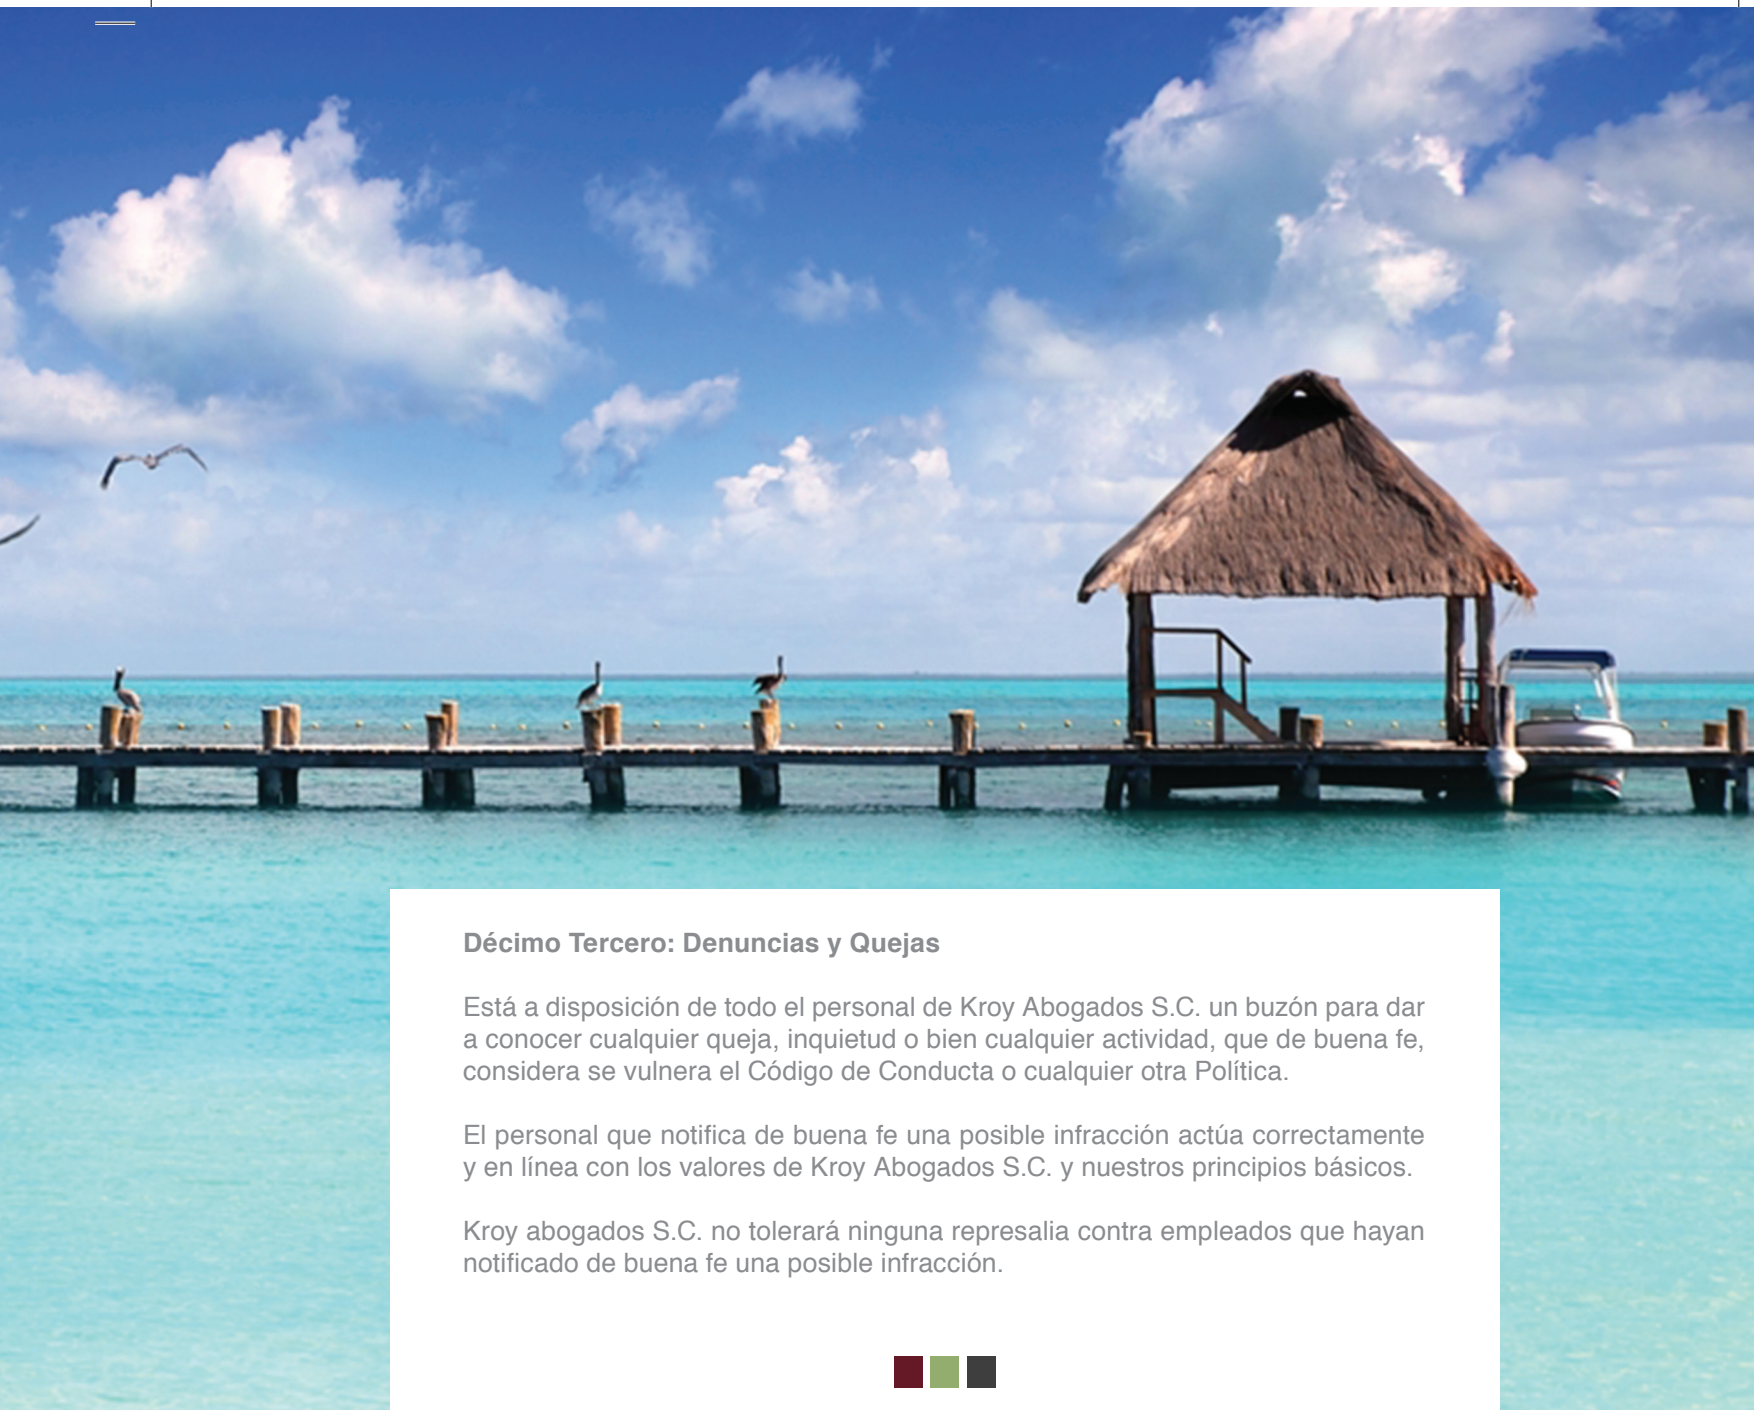 Décimo Tercero: Denuncias y Quejas
Está a disposición de todo el personal de Kroy Abogados S.C. un buzón para dar
a conocer cualquier queja, inquietud o bien cualquier actividad, que de buena fe,
considera se vulnera el Código de Conducta o cualquier otra Política.
El personal que notifica de buena fe una posible infracción actúa correctamente
y en línea con los valores de Kroy Abogados S.C. y nuestros principios básicos.
Kroy abogados S.C. no tolerará ninguna represalia contra empleados que hayan
notificado de buena fe una posible infracción.